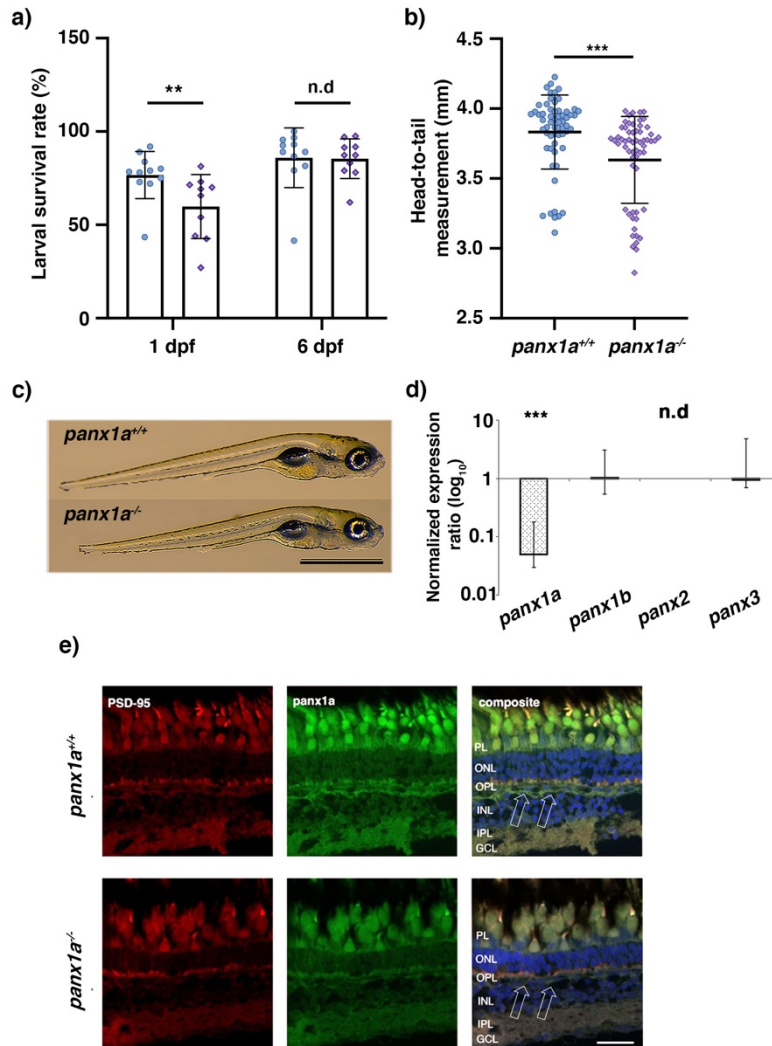 a)
150
100
50
0
Larval survival rate (%)
**
n.d
1 dpf
6 dpf
b)
4.5
4.0
3.5
3.0
2.5
Head-to-tail
measurement (mm)
***
panx1a+/+
panx1a-/-
c)
panx1a+/+
panx1a-/-
d)
10
1
0.1
0.01
Normalized expression
ratio (log10)
***
n.d
panx1a
panx1b
panx2
panx3
e)
PSD-95
panx1a
composite
panx1a+/+
PL
ONL
OPL
INL
IPL
GCL
panx1a-/-
PL
ONL
OPL
INL
IPL
GCL